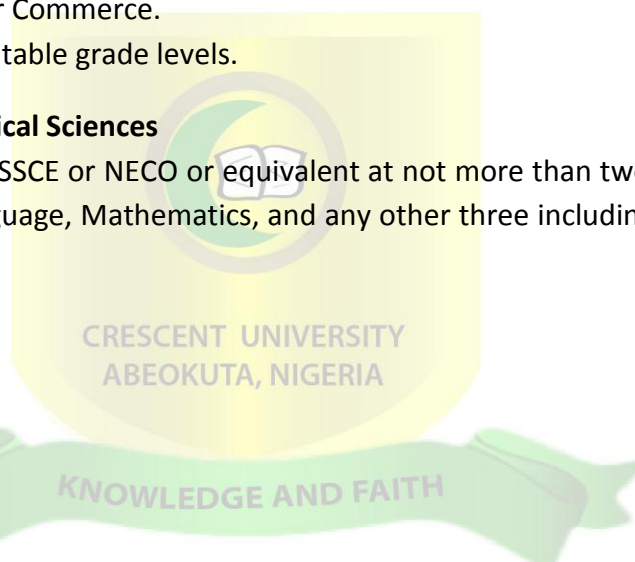 r Commerce.
table grade levels.
ical Sciences
SSCE or NECO or equivalent at not more than two
guage, Mathematics, and any other three includin
CRESCENT UNIVERSITY
ABEOKUTA, NIGERIA
KNOWLEDGE AND FAITH